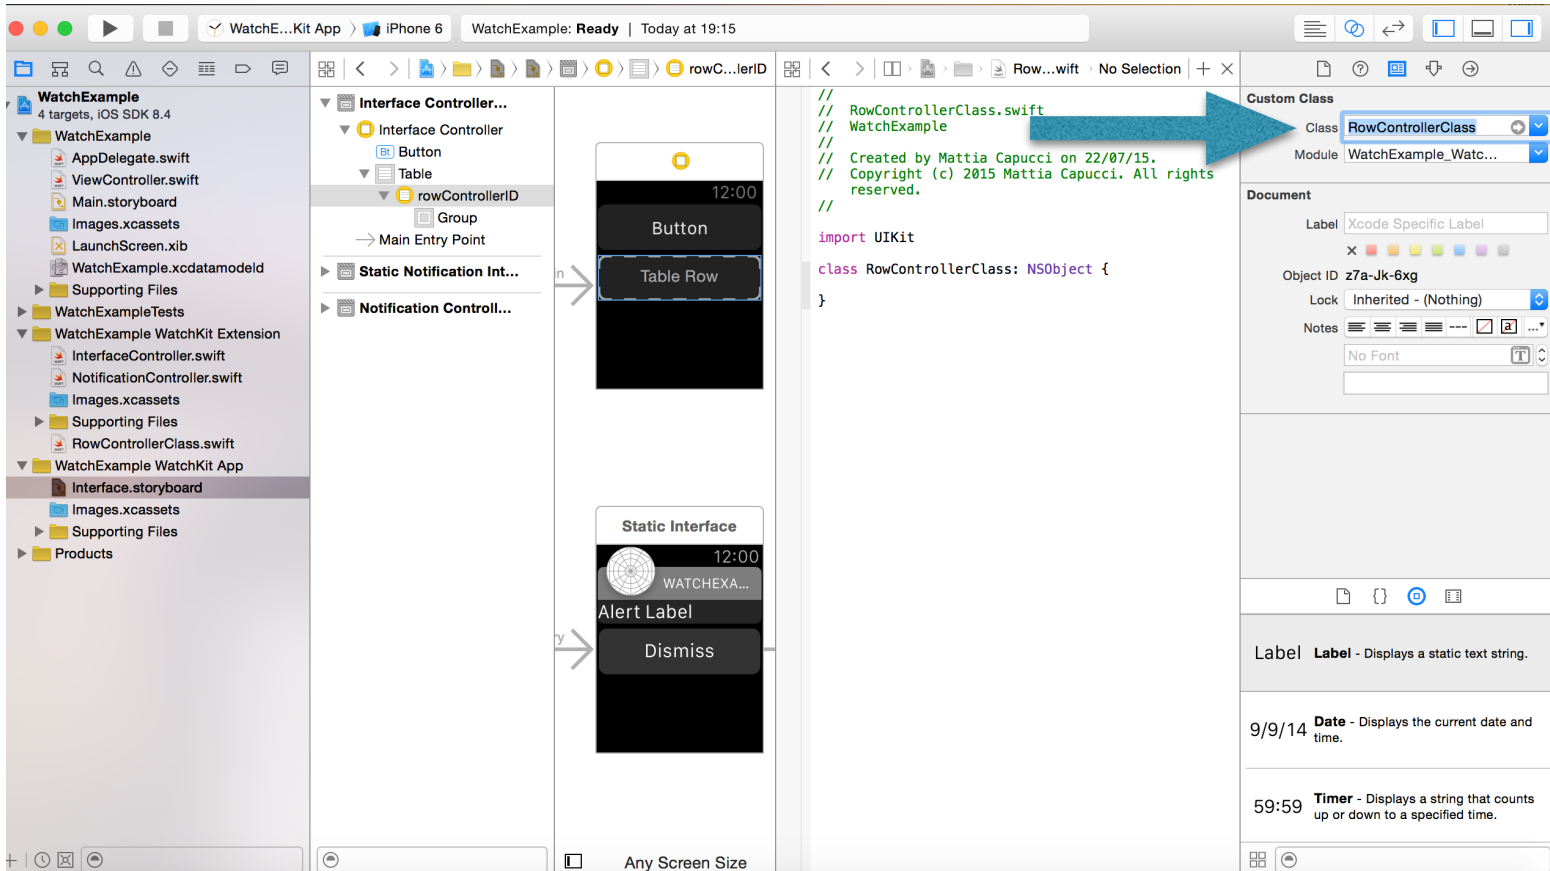 WatchE...Kit App
iPhone 6
WatchExample: Ready | Today at 19:15
rowC...lerID
Row...wift
No Selection
WatchExample
4 targets, iOS SDK 8.4
WatchExample
AppDelegate.swift
ViewController.swift
Main.storyboard
Images.xcassets
LaunchScreen.xib
WatchExample.xcdatamodeld
Supporting Files
WatchExampleTests
WatchExample WatchKit Extension
InterfaceController.swift
NotificationController.swift
Images.xcassets
Supporting Files
RowControllerClass.swift
WatchExample WatchKit App
Interface.storyboard
Images.xcassets
Supporting Files
Products
Interface Controller...
Interface Controller
Bt Button
Table
rowControllerID
Group
Main Entry Point
Static Notification Int...
Notification Controll...
12:00
Button
Table Row
Static Interface
12:00
WATCHEXA...
Alert Label
Dismiss
Any Screen Size
//
// RowControllerClass.swift
// WatchExample
//
// Created by Mattia Capucci on 22/07/15.
// Copyright (c) 2015 Mattia Capucci. All rights
reserved.
//
import UIKit
class RowControllerClass: NSObject {
}
Custom Class
Class RowControllerClass
Module WatchExample_Watc...
Document
Label Xcode Specific Label
Object ID z7a-Jk-6xg
Lock Inherited - (Nothing)
Notes
No Font
Label Label - Displays a static text string.
9/9/14 Date - Displays the current date and
time.
59:59 Timer - Displays a string that counts
up or down to a specified time.